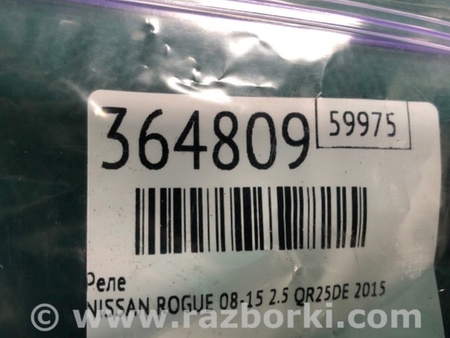 364809 59975
Реле
NISSAN ROGUE 08-15 2.5 QR25DE 2015
© www.razborki.com